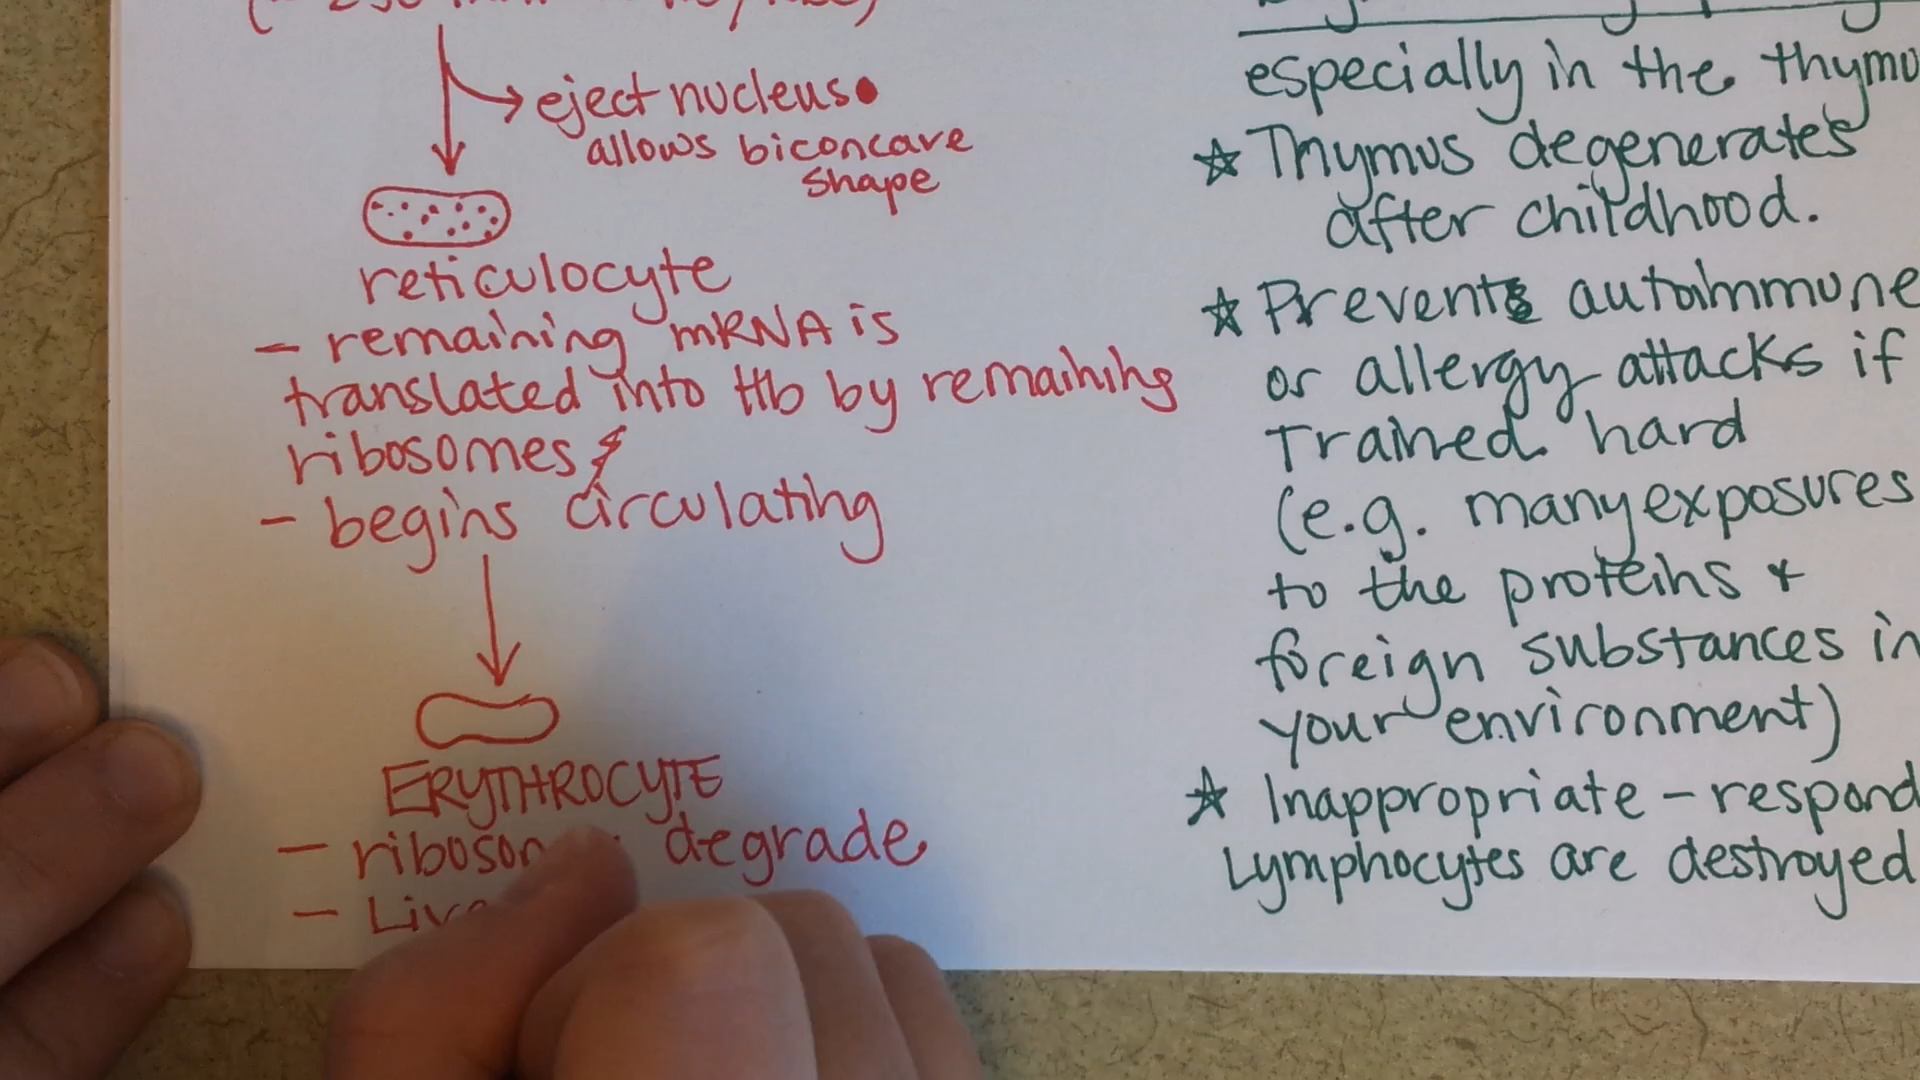 eject nucleus
allows biconcave
shape
reticulocyte
- remaining mRNA is
translated into Hb by remaining
ribosomes
- begins circulating
ERYTHROCYTE
- degrade
-
especially in the
☆ Thymus degenerates
after childhood.
☆ Prevents autoimmune
or allergy attacks if
Trained hard
(e.g. many exposures
to the proteins +
foreign substances in
your environment)
☆ Inappropriate - respond
Lymphocytes are destroyed